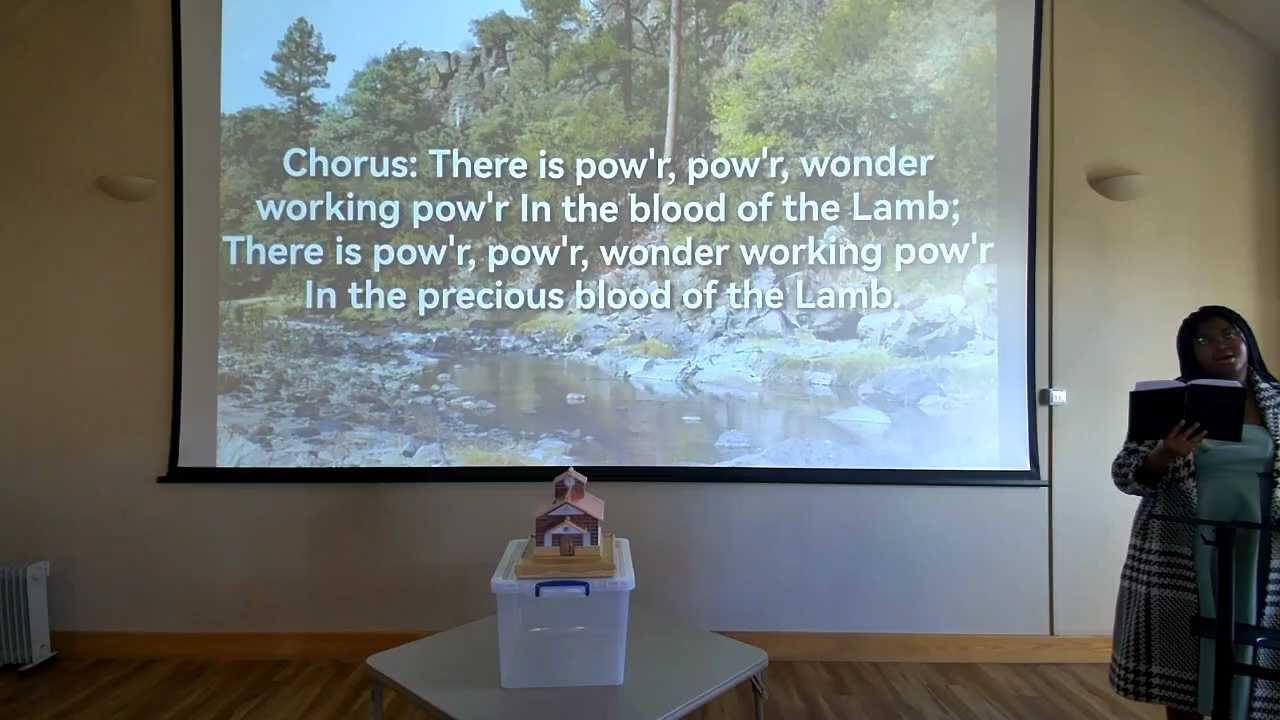 Chorus: There is pow'r, pow'r, wonder
working pow'r In the blood of the Lamb;
There is pow'r, pow'r, wonder working pow'r
In the precious blood of the Lamb.